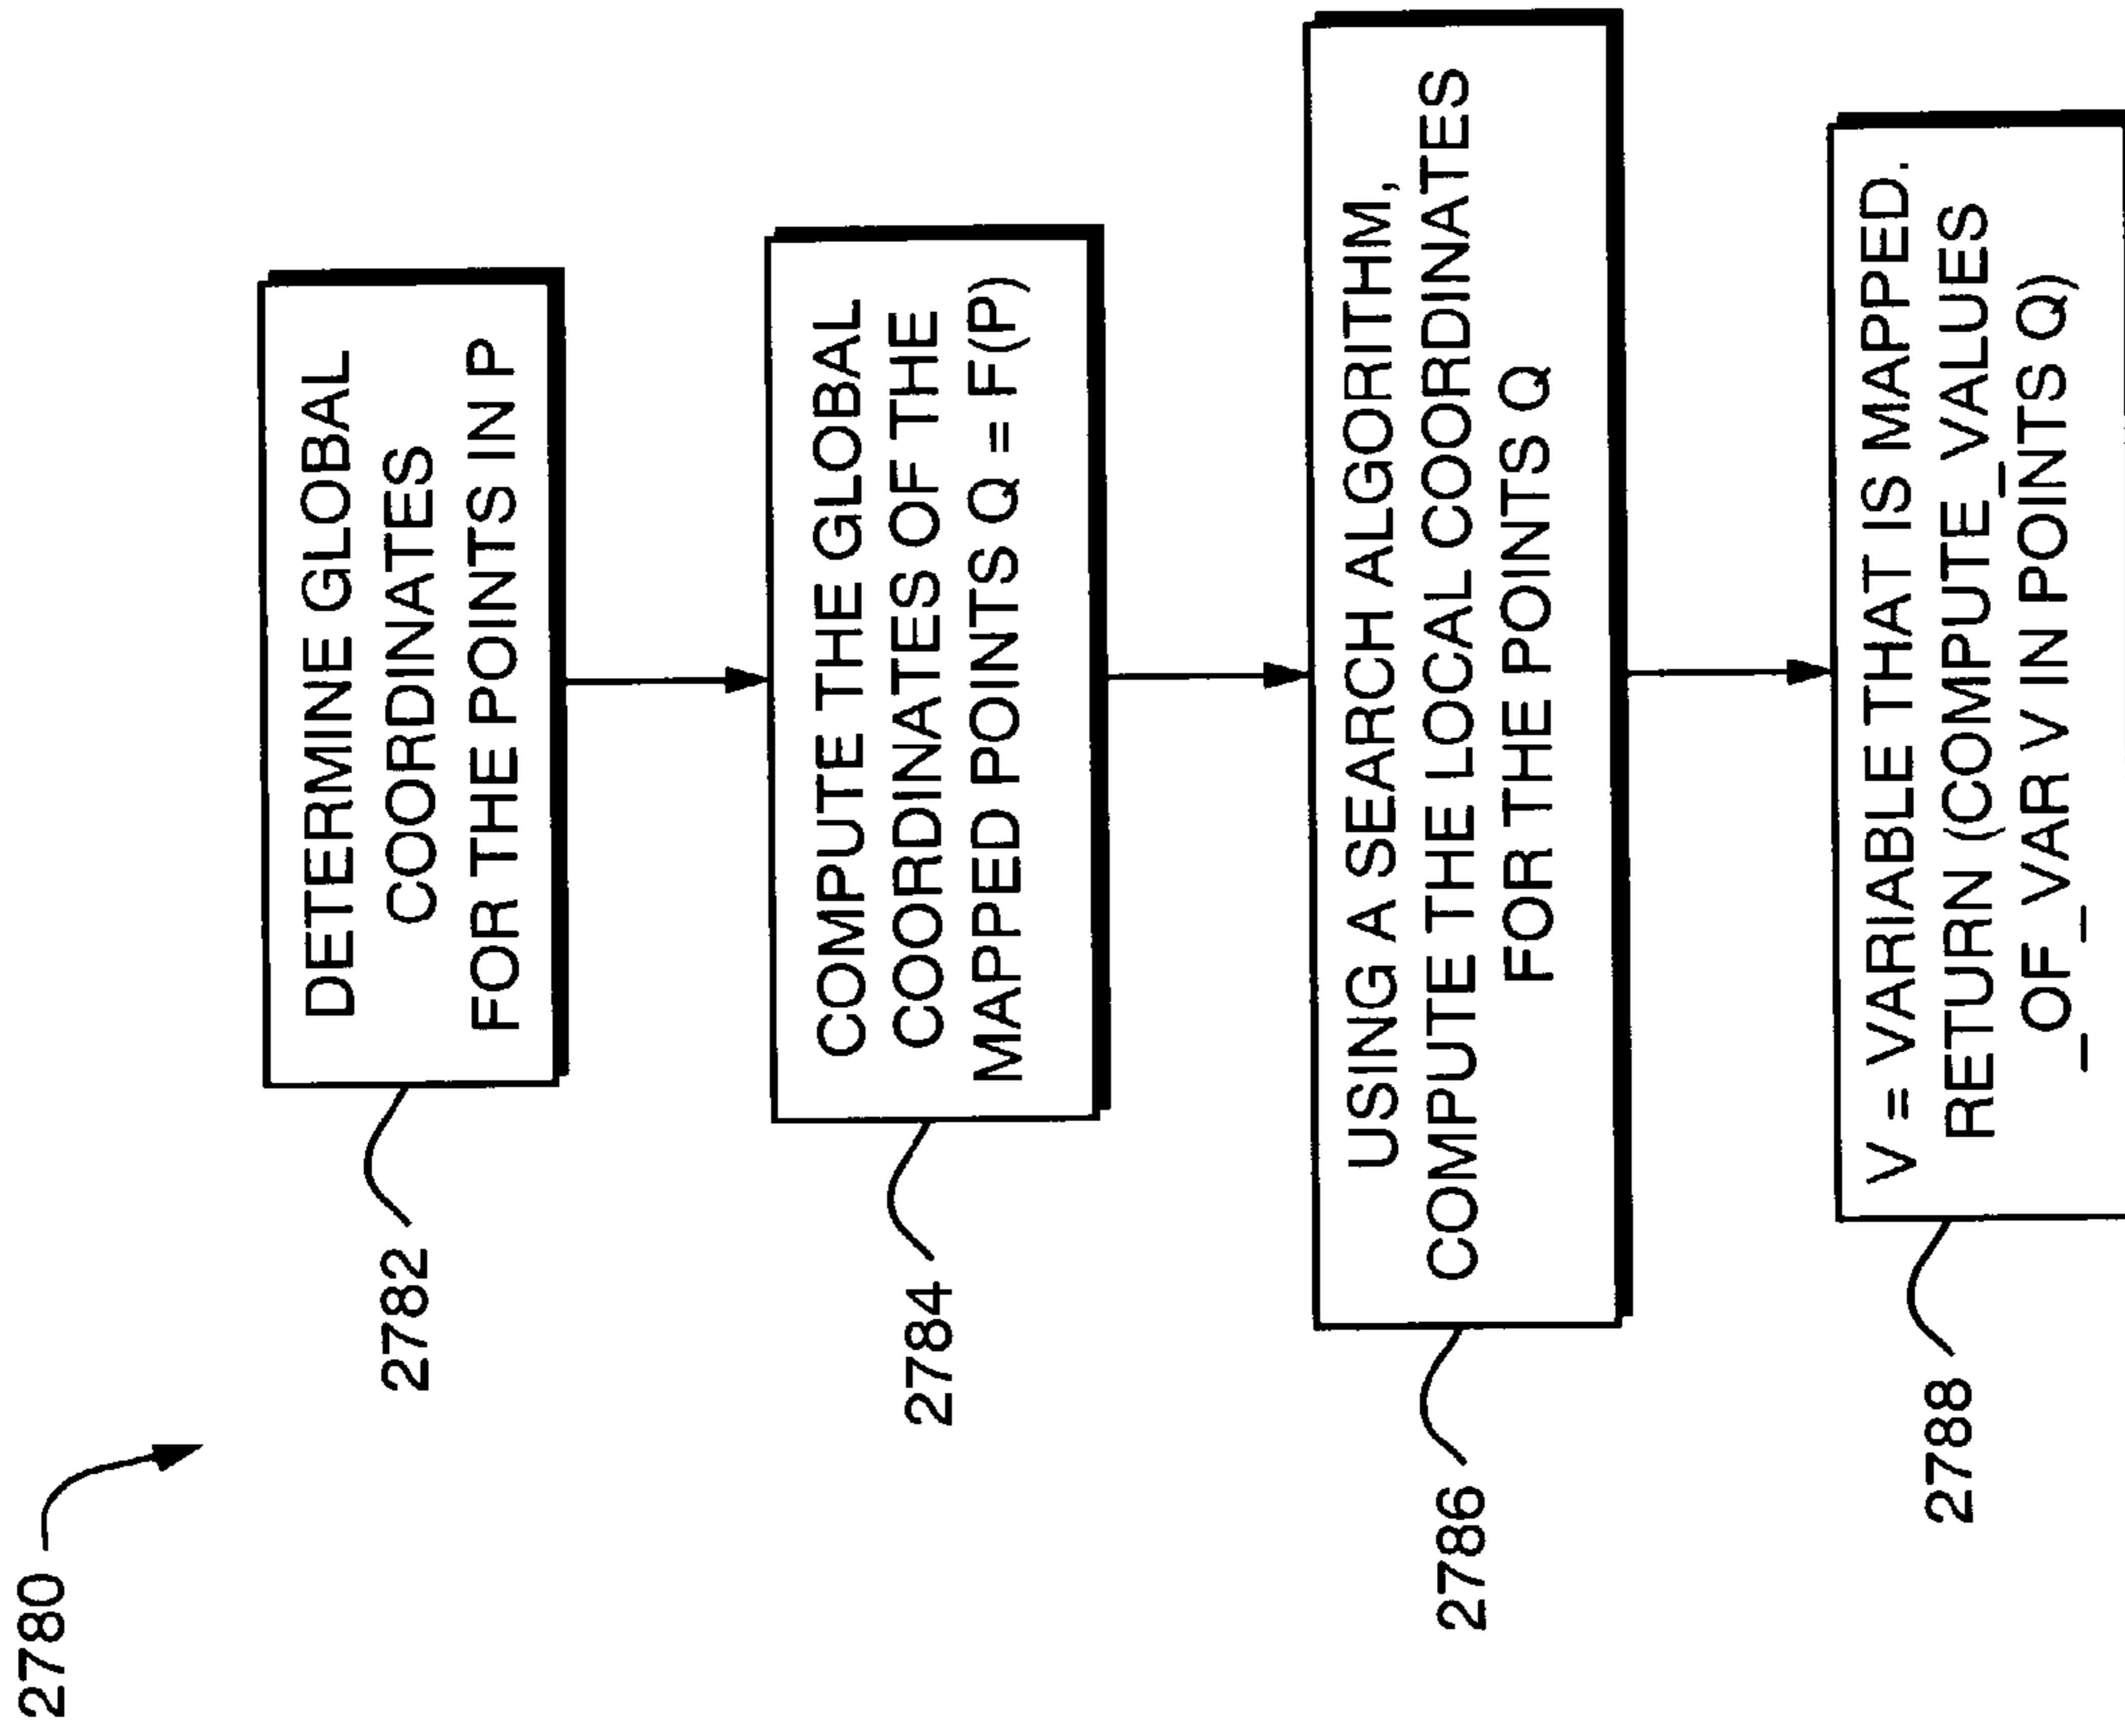 2780
2782
DETERMINE GLOBAL
COORDINATES
FOR THE POINTS IN P
2784
COMPUTE THE GLOBAL
COORDINATES OF THE
MAPPED POINTS Q = F(P)
2786
USING A SEARCH ALGORITHM,
COMPUTE THE LOCAL COORDINATES
FOR THE POINTS Q
2788
V = VARIABLE THAT IS MAPPED.
RETURN (COMPUTE_VALUES
_OF_VAR V IN POINTS Q)